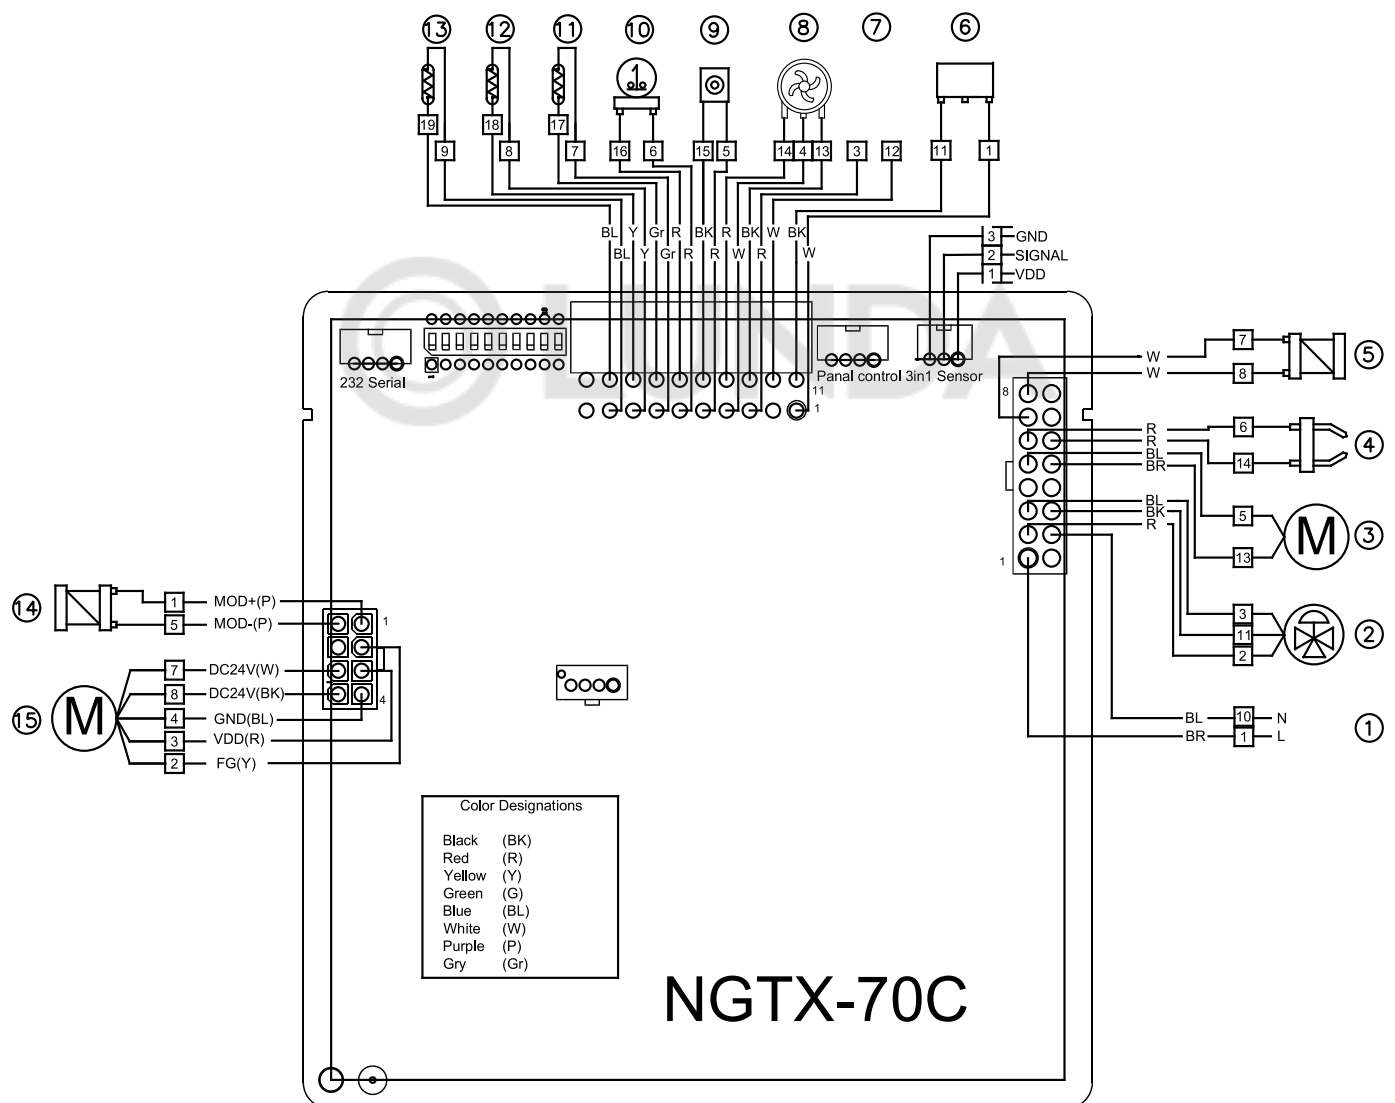 13 12 11 10 9 8 7 6
1
19 18 17
9 8 7 16 6 15 5 14 4 13 3 12 11 1
BL Y Gr R BK R BK W BK
BL Y Gr R R W R W
3 GND
2 SIGNAL
1 VDD
LUNDA
232 Serial
Panal control 3in1 Sensor
11
1
8
1
W 7
W 8
5
R 6
R 14
4
BL 5
BR 13
M
3
BL 3
BK 11
R 2
2
BL 10 N
BR 1 L
1
14
1 MOD+(P)
5 MOD-(P)
1
4
15
M
7 DC24V(W)
8 DC24V(BK)
4 GND(BL)
3 VDD(R)
2 FG(Y)
Color Designations
Black (BK)
Red (R)
Yellow (Y)
Green (G)
Blue (BL)
White (W)
Purple (P)
Gry (Gr)
NGTX-70C